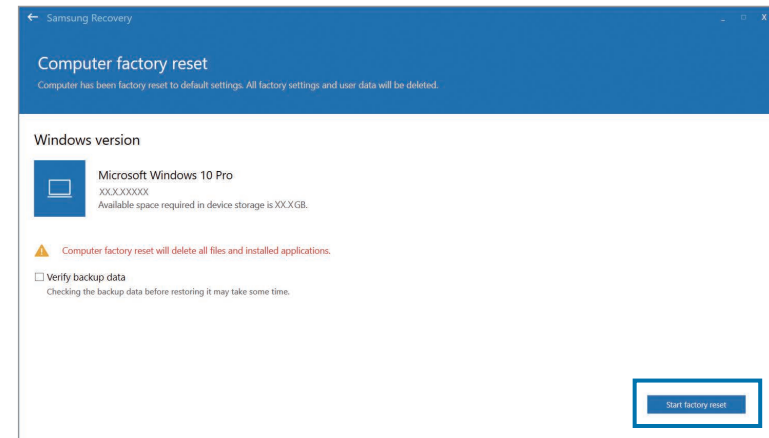 Samsung Recovery
Computer factory reset
Computer has been factory reset to default settings. All factory settings and user data will be deleted.
Windows version
Microsoft Windows 10 Pro
XX.X.XXXXX
Available space required in device storage is XX.X GB.
Computer factory reset will delete all files and installed applications.
Verify backup data
Checking the backup data before restoring it may take some time.
Start factory reset